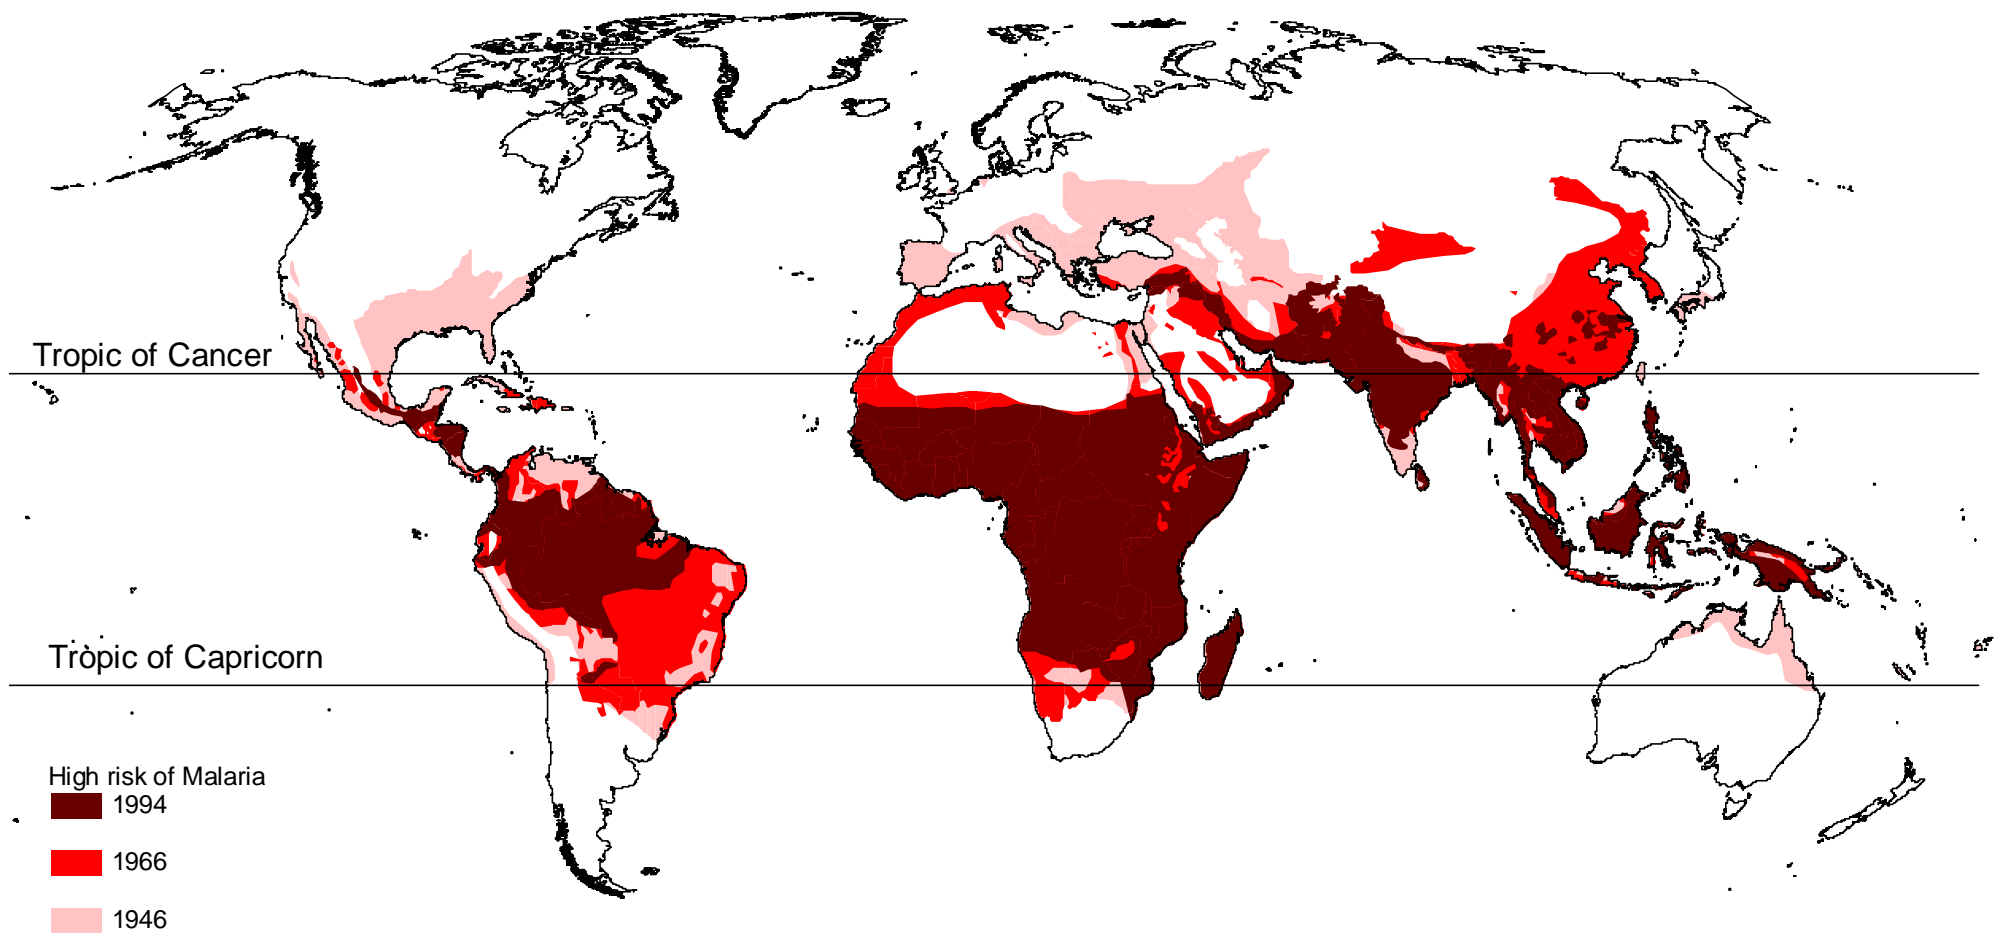 Tropic of Cancer
Tropic of Capricorn
High risk of Malaria
1994
1966
1946